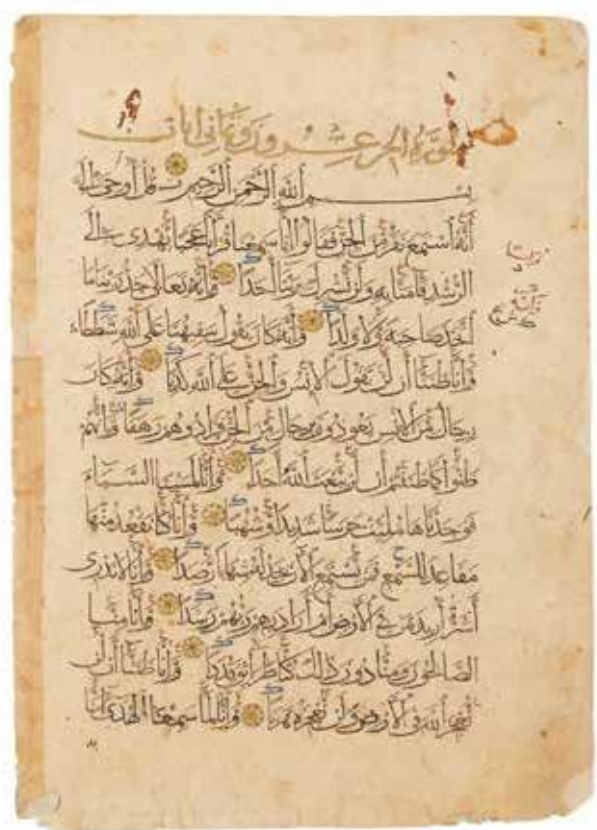 سورة الجن عشرون وثماني آيات
بسم الله الرحمن الرحيم قل أوحي إلي
أنه استمع نفر من الجن فقالوا إنا سمعنا قرآنا عجبا يهدي إلى
الرشد فآمنا به ولن نشرك بربنا أحدا وأنه تعالى جد ربنا ما
اتخذ صاحبة ولا ولدا وأنه كان يقول سفيهنا على الله شططا
وأنا ظننا أن لن تقول الإنس والجن على الله كذبا وأنه كان
رجال من الإنس يعوذون برجال من الجن فزادوهم رهقا وأنهم
ظنوا كما ظننتم أن لن يبعث الله أحدا وأنا لمسنا السماء
فوجدناها ملئت حرسا شديدا وشهبا وأنا كنا نقعد منها
مقاعد للسمع فمن يستمع الآن يجد له شهابا رصدا وأنا لا ندري
أشر أريد بمن في الأرض أم أراد بهم ربهم رشدا وأنا منا
الصالحون ومنا دون ذلك كنا طرائق قددا وأنا ظننا أن لن
نعجز الله في الأرض ولن نعجزه هربا وأنا لما سمعنا الهدى آمنا